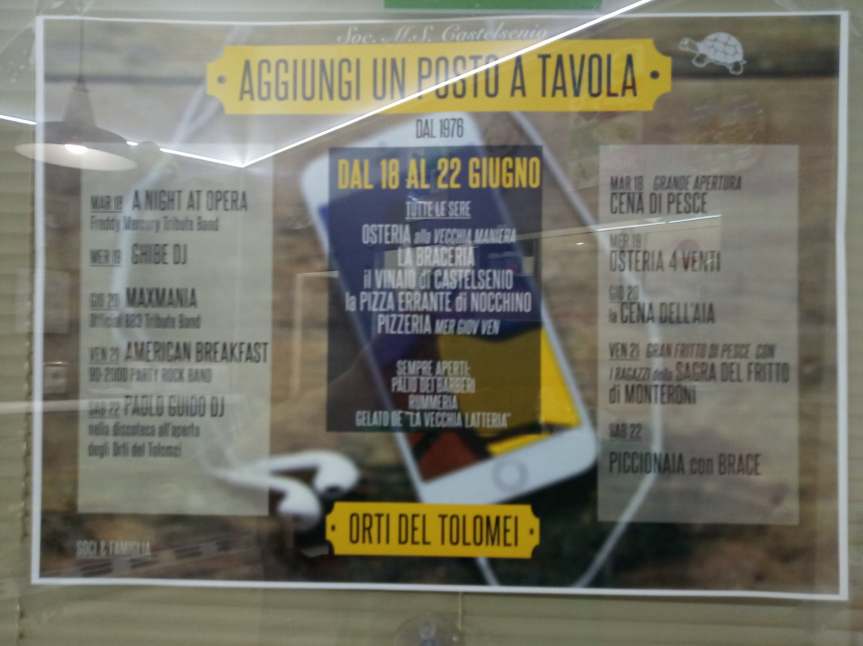 Soc. M.S. Castelsenio
AGGIUNGI UN POSTO A TAVOLA
DAL 1976
MAR 18 A NIGHT AT OPERA
Freddy Mercury Tribute Band
MER 19 GHIBE DJ
GIO 20 MAXMANIA
Official 883 Tribute Band
VEN 21 AMERICAN BREAKFAST
90-2000 PARTY ROCK BAND
SAB 22 PAOLO GUIDO DJ
nella discoteca all'aperto
degli Orti del Tolomei
SOCI & FAMIGLIA
DAL 18 AL 22 GIUGNO
TUTTE LE SERE
OSTERIA alla VECCHIA MANIERA
LA BRACERIA
il VINAIO di CASTELSENIO
la PIZZA ERRANTE di NOCCHINO
PIZZERIA MER GIOV VEN
SEMPRE APERTI:
PALIO DEI BARBERI
RUMMERIA
GELATO DE "LA VECCHIA LATTERIA"
ORTI DEL TOLOMEI
MAR 18 GRANDE APERTURA
CENA DI PESCE
MER 19
OSTERIA 4 VENTI
GIO 20
la CENA DELL'AIA
VEN 21 GRAN FRITTO DI PESCE CON
I RAGAZZI della SAGRA DEL FRITTO
di MONTERONI
SAB 22
PICCIONAIA con BRACE